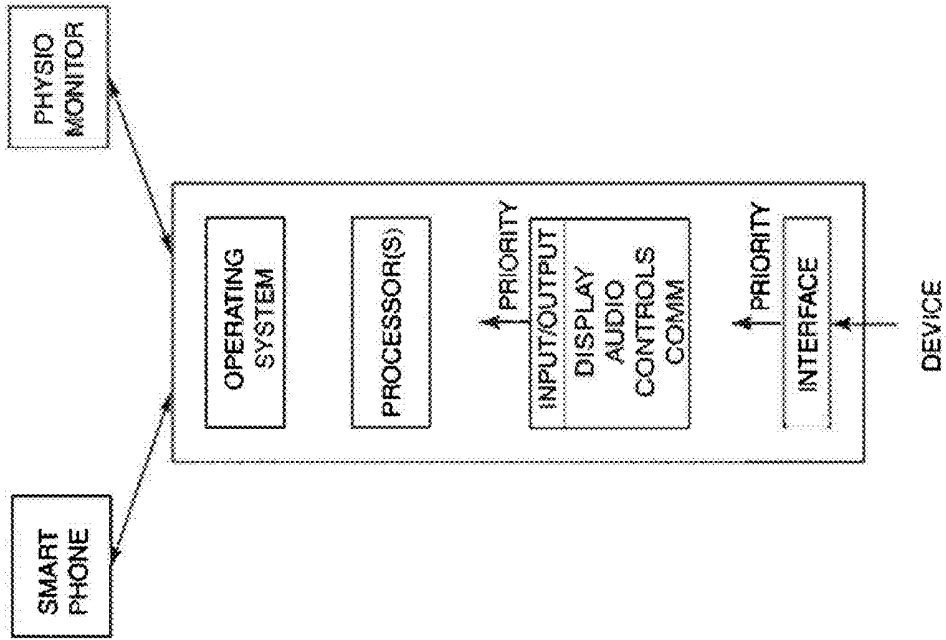 SMART
PHONE
PHYSIO
MONITOR
OPERATING
SYSTEM
PROCESSOR(S)
PRIORITY
INPUT/OUTPUT
DISPLAY
AUDIO
CONTROLS
COMM
PRIORITY
INTERFACE
DEVICE